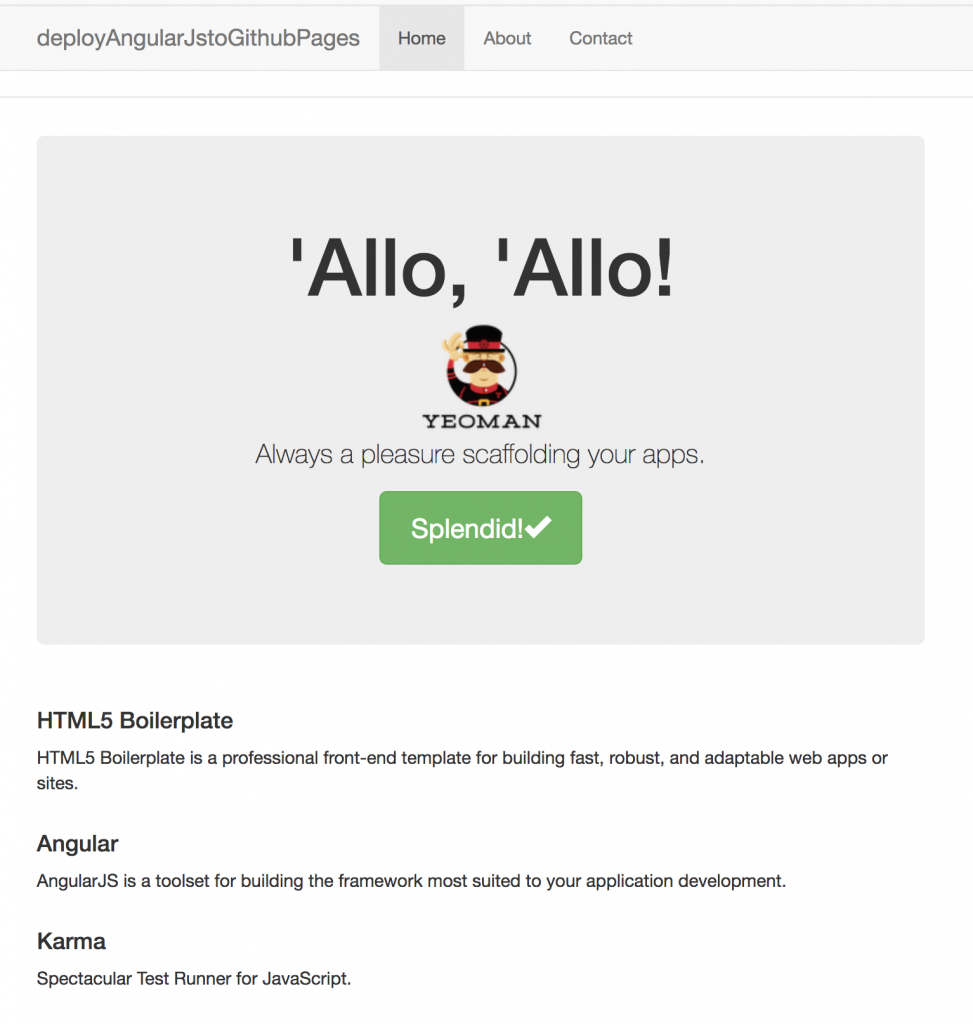 deployAngularJstoGithubPages Home About Contact
'Allo, 'Allo!
YEOMAN
Always a pleasure scaffolding your apps.
Splendid!✔
HTML5 Boilerplate
HTML5 Boilerplate is a professional front-end template for building fast, robust, and adaptable web apps or
sites.
Angular
AngularJS is a toolset for building the framework most suited to your application development.
Karma
Spectacular Test Runner for JavaScript.